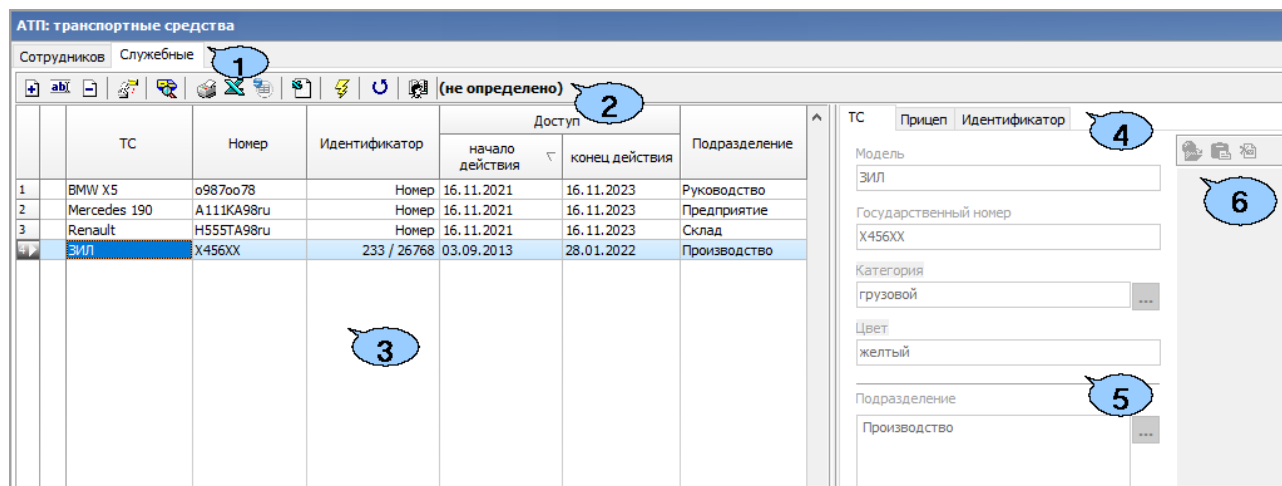 АТП: транспортные средства
Сотрудников Служебные 1
abI (не определено) 2
ТС Номер Идентификатор Доступ Подразделение
начало действия конец действия
1 BMW X5 о987оо78 Номер 16.11.2021 16.11.2023 Руководство
2 Mercedes 190 А111КА98ru Номер 16.11.2021 16.11.2023 Предприятие
3 Renault Н555ТА98ru Номер 16.11.2021 16.11.2023 Склад
4 ЗИЛ Х456ХХ 233 / 26768 03.09.2013 28.01.2022 Производство
3
ТС Прицеп Идентификатор 4
Модель
ЗИЛ
6
Государственный номер
Х456ХХ
Категория
грузовой ...
Цвет
желтый
5
Подразделение
Производство ...